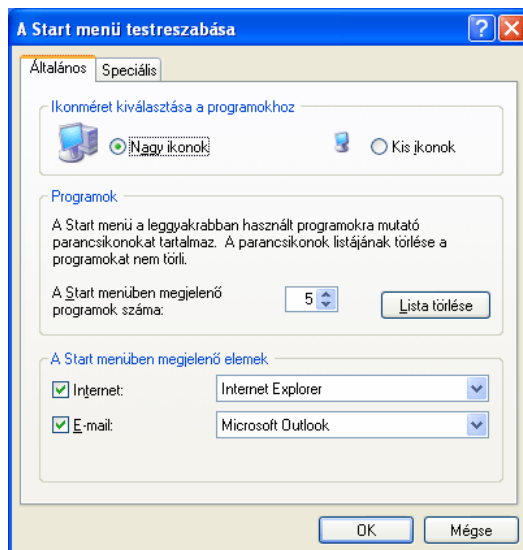 A Start menü testreszabása
Általános
Speciális
Ikonméret kiválasztása a programokhoz
Nagy ikonok
Kis ikonok
Programok
A Start menü a leggyakrabban használt programokra mutató
parancsikonokat tartalmaz. A parancsikonok listájának törlése a
programokat nem törli.
A Start menüben megjelenő
programok száma:
5
Lista törlése
A Start menüben megjelenő elemek
Internet:
Internet Explorer
E-mail:
Microsoft Outlook
OK
Mégse